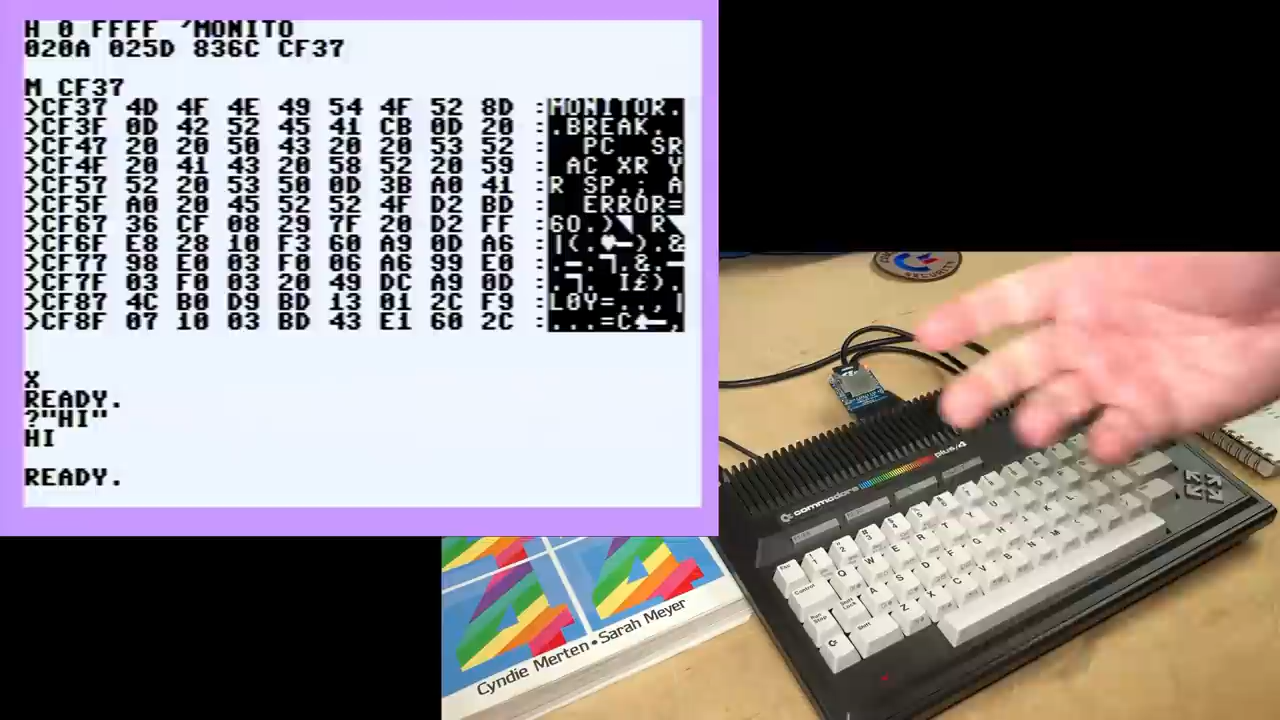 H 0 FFFF 'MONITO
020A 025D 836C CF37
M CF37
>CF37 4D 4F 4E 49 54 4F 52 8D :MONITOR.
>CF3F 0D 42 52 45 41 CB 0D 20 :.BREAK.
>CF47 20 20 50 43 20 20 53 52 :  PC  SR
>CF4F 20 41 43 20 58 52 20 59 : AC XR Y
>CF57 52 20 53 50 0D 3B A0 41 :R SP.; A
>CF5F A0 20 45 52 52 4F D2 BD :  ERROR=
>CF67 36 CF 08 29 7F 20 D2 FF
>CF6F E8 28 10 F3 60 A9 0D A6
>CF77 98 E0 03 F0 06 A6 99 E0
>CF7F 03 F0 03 20 49 DC A9 0D
>CF87 4C B0 D9 BD 13 01 2C F9
>CF8F 07 10 03 BD 43 E1 60 2C
X
READY.
?"HI"
HI
READY.
commodore plus/4
Control
Shift
Cyndie Merten • Sarah Meyer